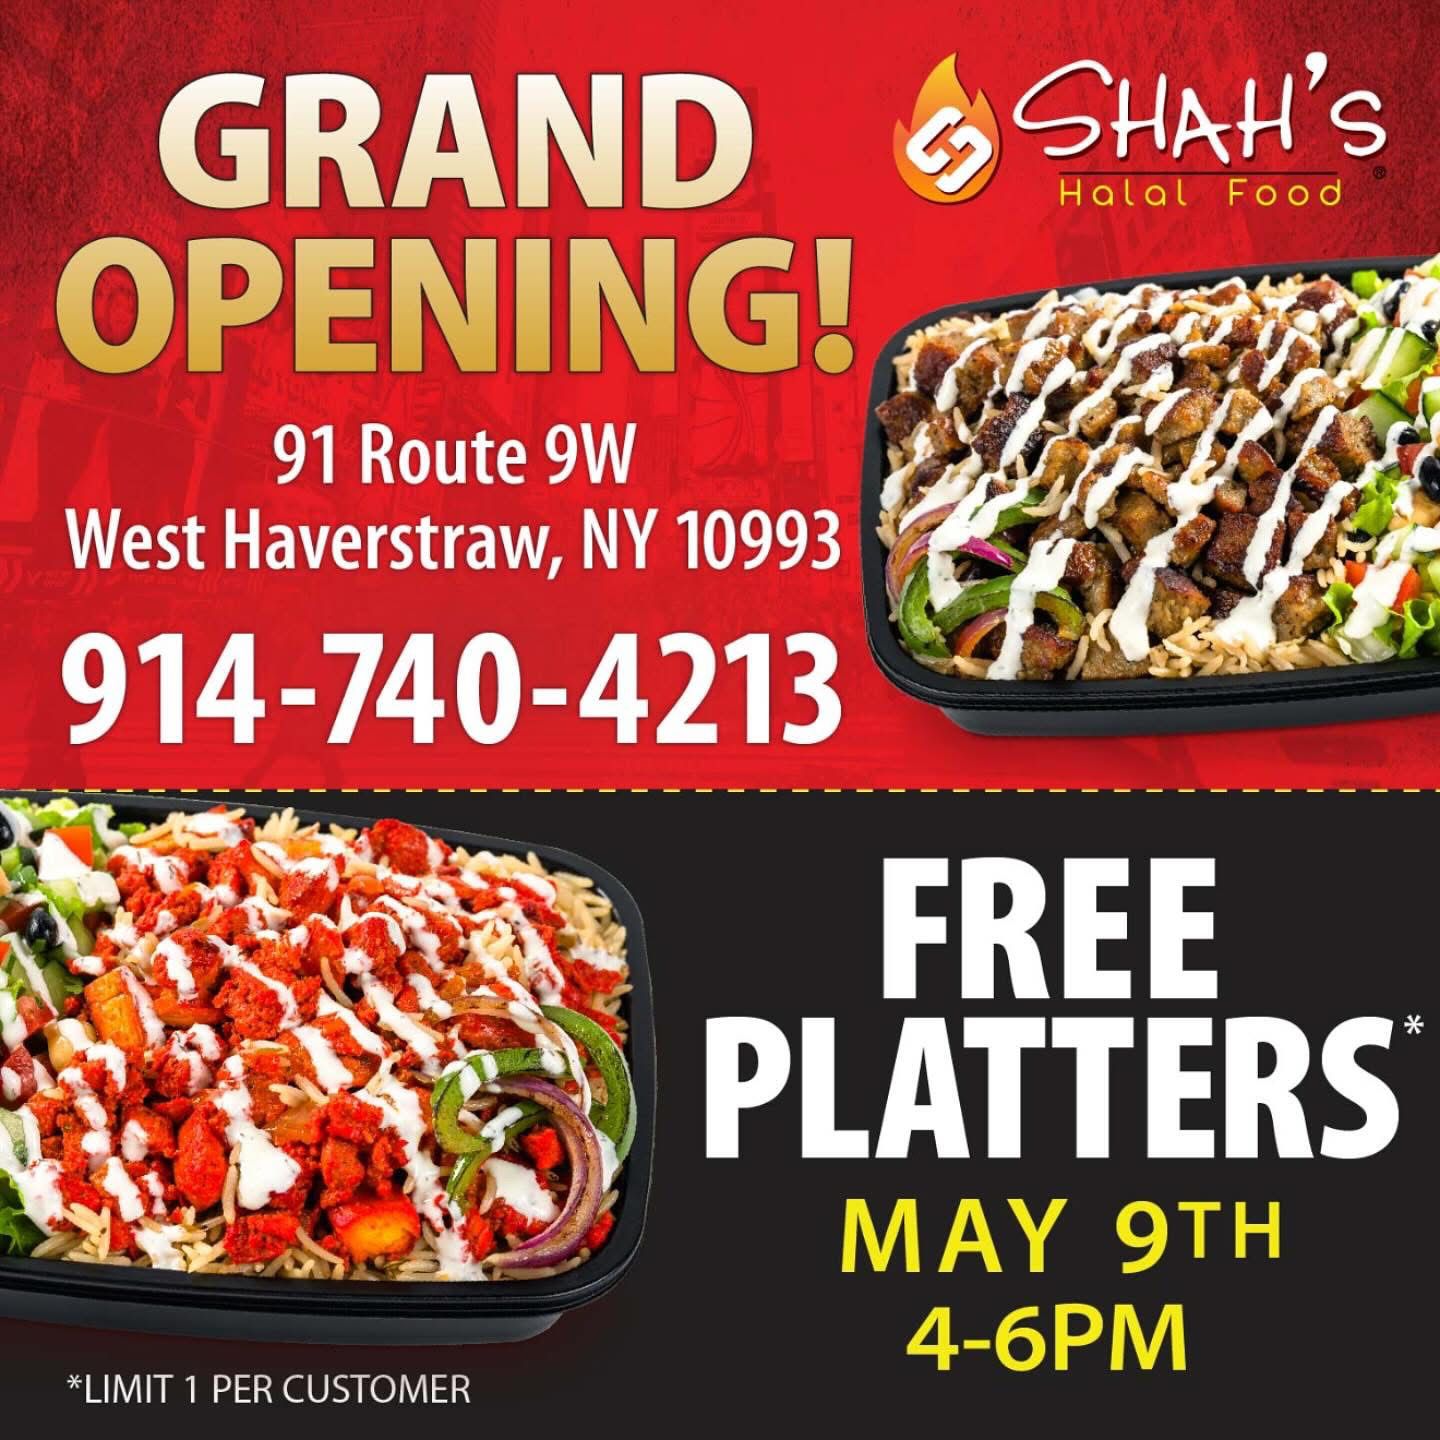 GRAND
OPENING!
SHAH'S®
Halal Food
91 Route 9W
West Haverstraw, NY 10993
914-740-4213
FREE
PLATTERS*
MAY 9TH
4-6PM
*LIMIT 1 PER CUSTOMER